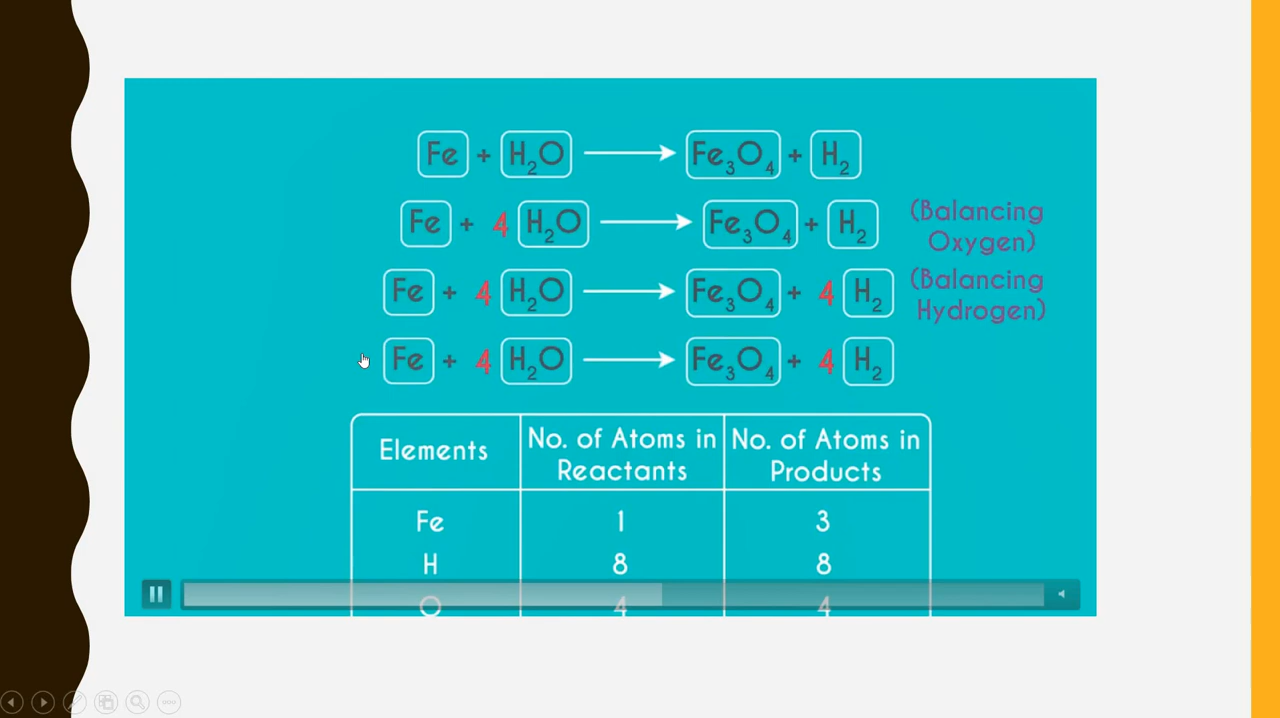 Fe + H₂O ⟶ Fe₃O₄ + H₂
Fe + 4 H₂O ⟶ Fe₃O₄ + H₂ (Balancing
Oxygen)
Fe + 4 H₂O ⟶ Fe₃O₄ + 4 H₂ (Balancing
Hydrogen)
Fe + 4 H₂O ⟶ Fe₃O₄ + 4 H₂
Elements No. of Atoms in Reactants No. of Atoms in Products
Fe 1 3
H 8 8
O 4 4